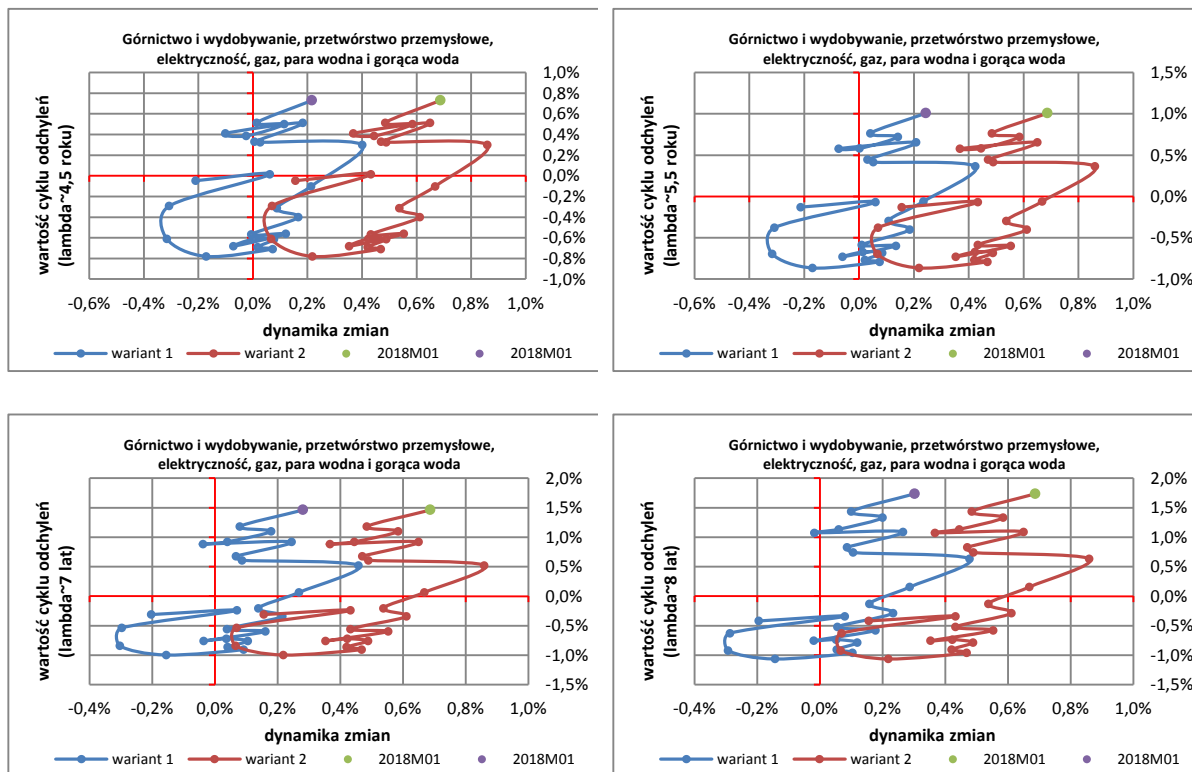 Górnictwo i wydobywanie, przetwórstwo przemysłowe,
elektryczność, gaz, para wodna i gorąca woda
wartość cyklu odchyleń
(lambda~4,5 roku)
1,0%
0,8%
0,6%
0,4%
0,2%
0,0%
-0,2%
-0,4%
-0,6%
-0,8%
-1,0%
-0,6% -0,4% -0,2% 0,0% 0,2% 0,4% 0,6% 0,8% 1,0%
dynamika zmian
wariant 1 wariant 2 2018M01 2018M01
Górnictwo i wydobywanie, przetwórstwo przemysłowe,
elektryczność, gaz, para wodna i gorąca woda
wartość cyklu odchyleń
(lambda~5,5 roku)
1,5%
1,0%
0,5%
0,0%
-0,5%
-1,0%
-0,6% -0,4% -0,2% 0,0% 0,2% 0,4% 0,6% 0,8% 1,0%
dynamika zmian
wariant 1 wariant 2 2018M01 2018M01
Górnictwo i wydobywanie, przetwórstwo przemysłowe,
elektryczność, gaz, para wodna i gorąca woda
wartość cyklu odchyleń
(lambda~7 lat)
2,0%
1,5%
1,0%
0,5%
0,0%
-0,5%
-1,0%
-1,5%
-0,4% -0,2% 0,0% 0,2% 0,4% 0,6% 0,8% 1,0%
dynamika zmian
wariant 1 wariant 2 2018M01 2018M01
Górnictwo i wydobywanie, przetwórstwo przemysłowe,
elektryczność, gaz, para wodna i gorąca woda
wartość cyklu odchyleń
(lambda~8 lat)
2,0%
1,5%
1,0%
0,5%
0,0%
-0,5%
-1,0%
-1,5%
-0,4% -0,2% 0,0% 0,2% 0,4% 0,6% 0,8% 1,0%
dynamika zmian
wariant 1 wariant 2 2018M01 2018M01